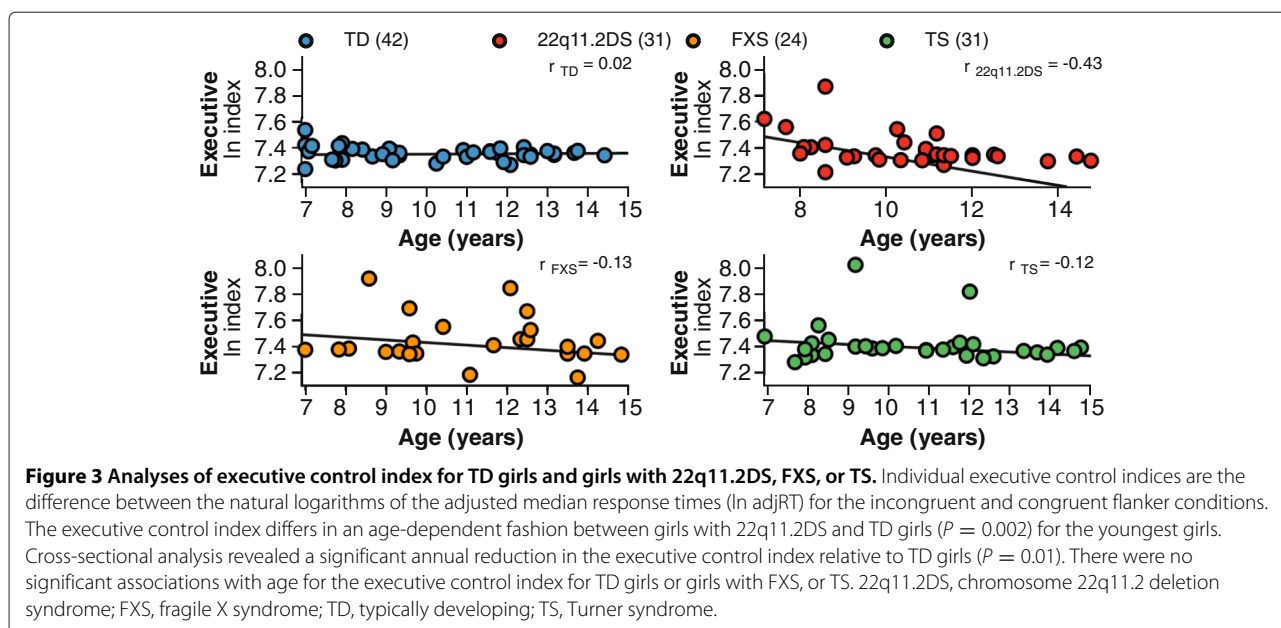 TD (42) 22q11.2DS (31) FXS (24) TS (31)
r TD = 0.02
Executive
ln index
8.0
7.8
7.6
7.4
7.2
7 8 9 10 11 12 13 14 15
Age (years)
r 22q11.2DS = -0.43
Executive
ln index
8.0
7.8
7.6
7.4
7.2
8 10 12 14
Age (years)
r FXS = -0.13
Executive
ln index
8.0
7.8
7.6
7.4
7.2
7 8 9 10 11 12 13 14 15
Age (years)
r TS = -0.12
Executive
ln index
8.0
7.8
7.6
7.4
7.2
7 8 9 10 11 12 13 14 15
Age (years)
Figure 3 Analyses of executive control index for TD girls and girls with 22q11.2DS, FXS, or TS. Individual executive control indices are the
difference between the natural logarithms of the adjusted median response times (ln adjRT) for the incongruent and congruent flanker conditions.
The executive control index differs in an age-dependent fashion between girls with 22q11.2DS and TD girls (P = 0.002) for the youngest girls.
Cross-sectional analysis revealed a significant annual reduction in the executive control index relative to TD girls (P = 0.01). There were no
significant associations with age for the executive control index for TD girls or girls with FXS, or TS. 22q11.2DS, chromosome 22q11.2 deletion
syndrome; FXS, fragile X syndrome; TD, typically developing; TS, Turner syndrome.